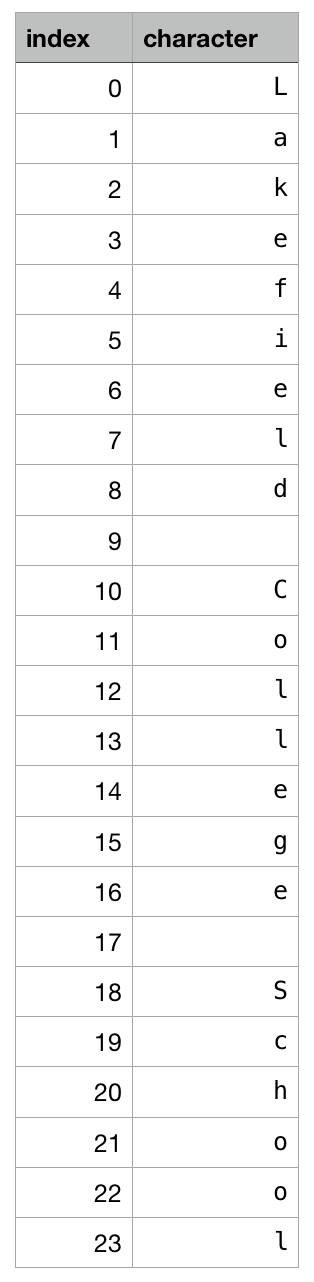 index character
0 L
1 a
2 k
3 e
4 f
5 i
6 e
7 l
8 d
9
10 C
11 o
12 l
13 l
14 e
15 g
16 e
17
18 S
19 c
20 h
21 o
22 o
23 l